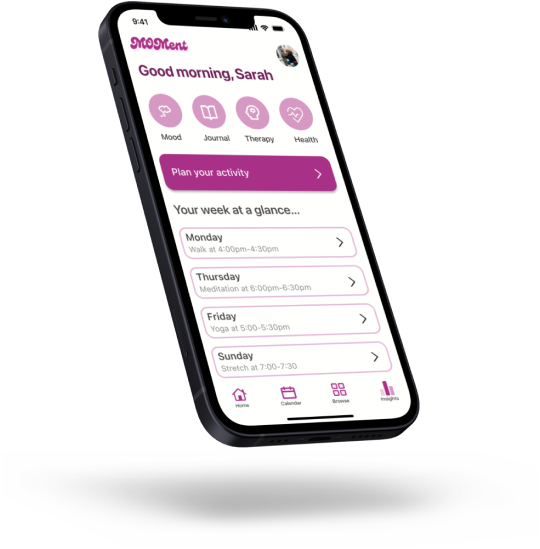 9:41
MOMent
Good morning, Sarah
Mood Journal Therapy Health
Plan your activity
Your week at a glance...
Monday
Walk at 4:00pm-4:30pm
Thursday
Meditation at 6:00pm-6:30pm
Friday
Yoga at 5:00-5:30pm
Sunday
Stretch at 7:00-7:30
Home Calendar Browse Insights